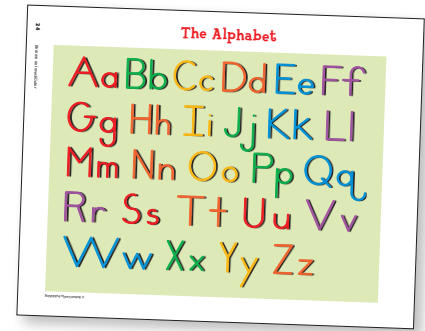 The Alphabet
Aa Bb Cc Dd Ee Ff
Gg Hh Ii Jj Kk Ll
Mm Nn Oo Pp Qq
Rr Ss Tt Uu Vv
Ww Xx Yy Zz
24